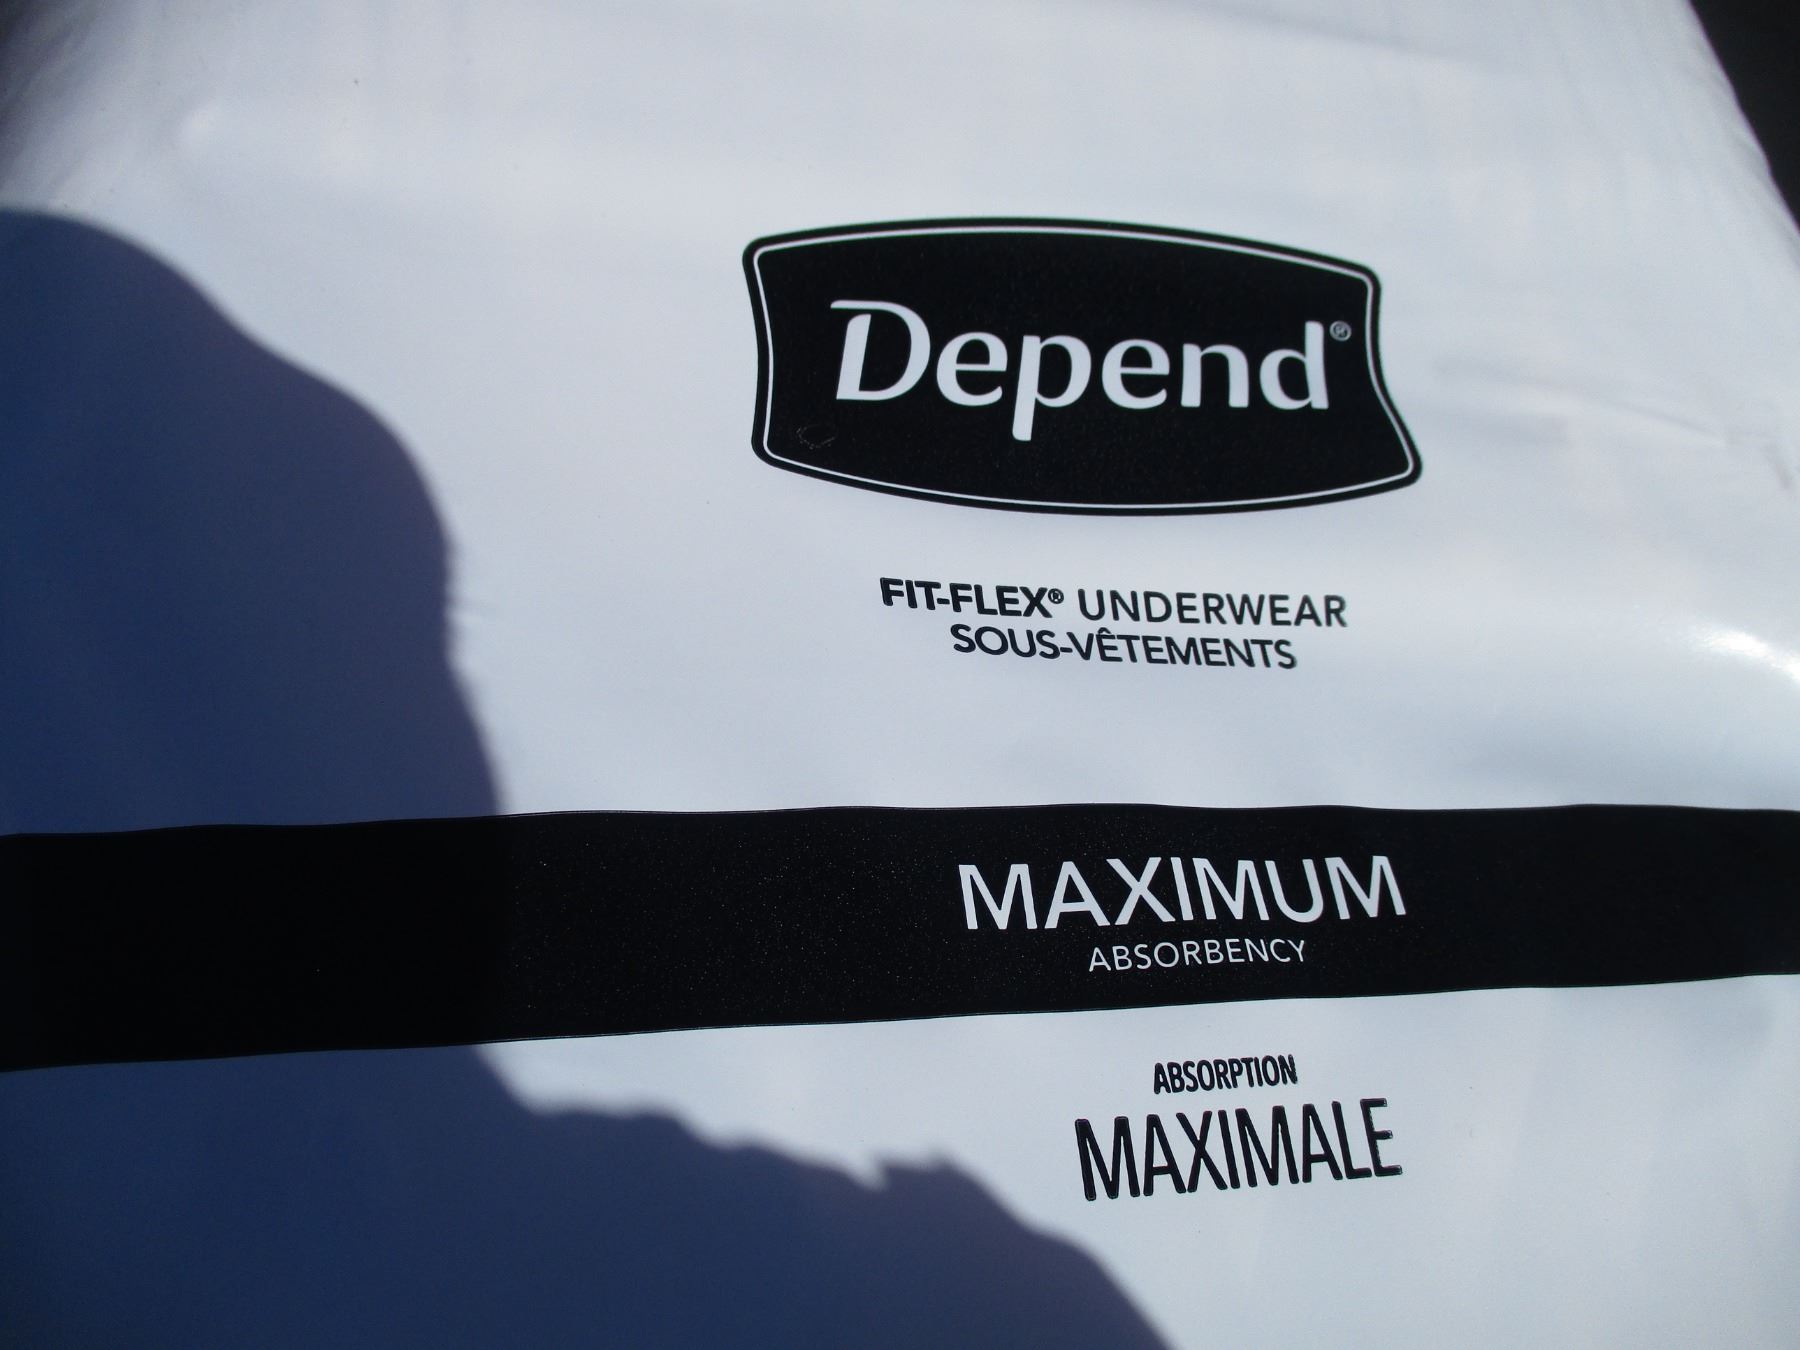 Depend®
FIT-FLEX® UNDERWEAR
SOUS-VÊTEMENTS
MAXIMUM
ABSORBENCY
ABSORPTION
MAXIMALE